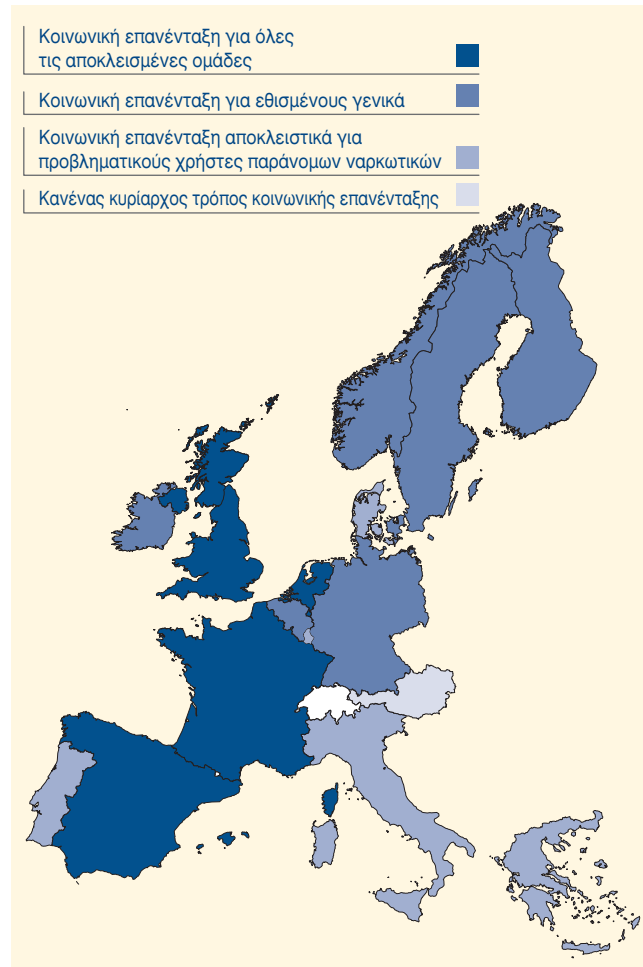 Κοινωνική επανένταξη για όλες
τις αποκλεισμένες ομάδες
Κοινωνική επανένταξη για εθισμένους γενικά
Κοινωνική επανένταξη αποκλειστικά για
προβληματικούς χρήστες παράνομων ναρκωτικών
Κανένας κυρίαρχος τρόπος κοινωνικής επανένταξης